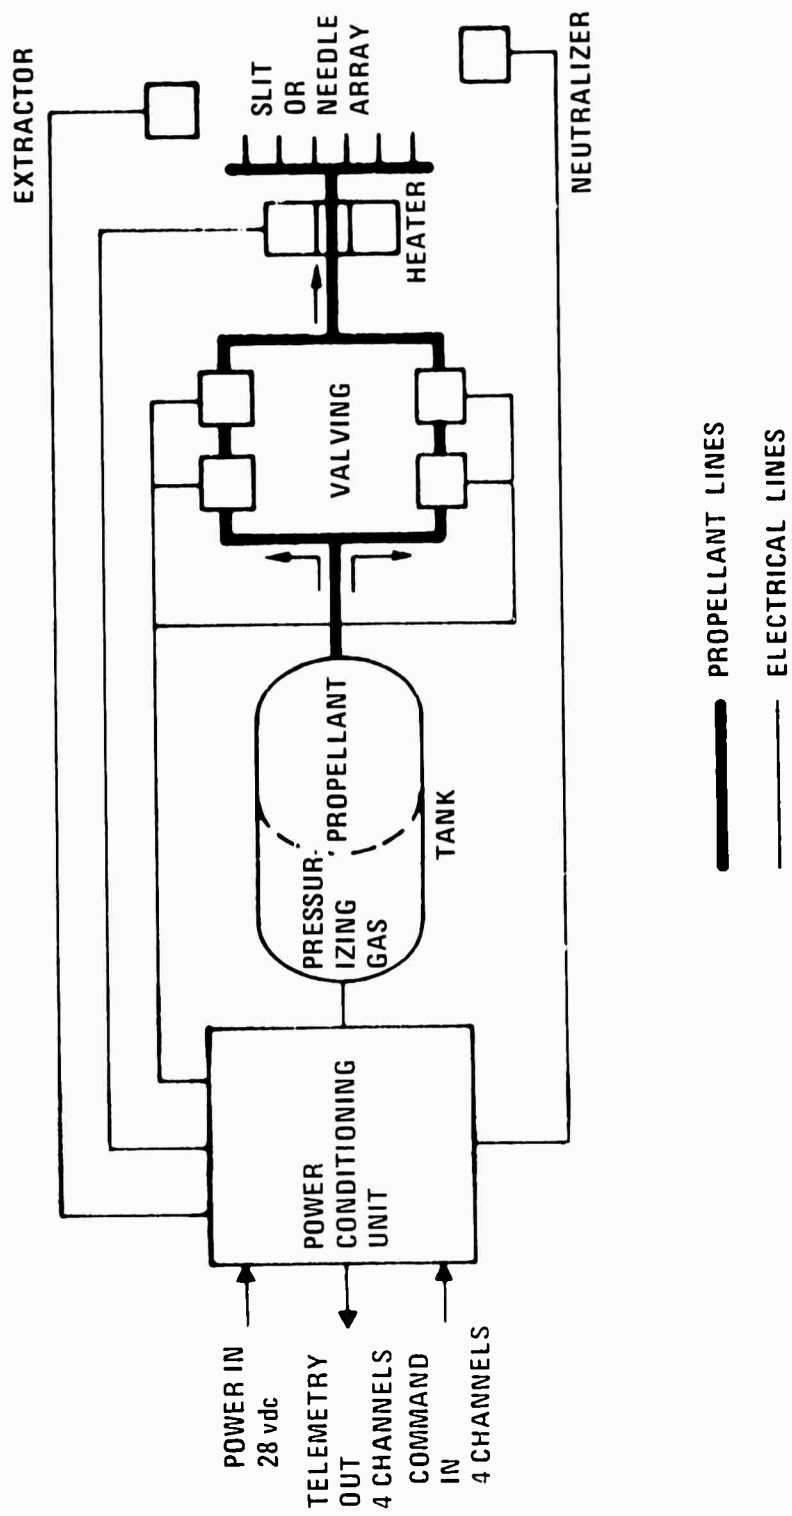 EXTRACTOR
SLIT
OR
NEEDLE
ARRAY
NEUTRALIZER
HEATER
VALVING
PRESSUR-
IZING
GAS
PROPELLANT
TANK
POWER
CONDITIONING
UNIT
POWER IN
28 vdc
TELEMETRY
OUT
4 CHANNELS
COMMAND
IN
4 CHANNELS
PROPELLANT LINES
ELECTRICAL LINES